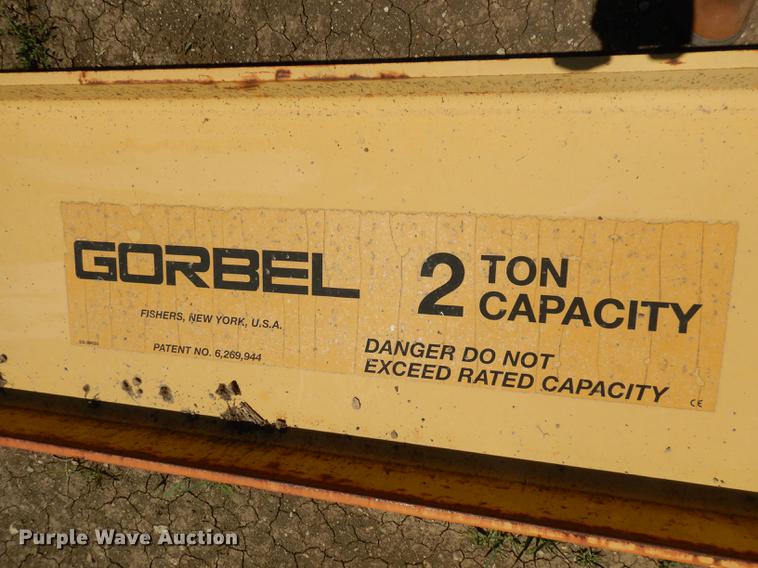 GORBEL
FISHERS, NEW YORK, U.S.A.
PATENT NO. 6,269,944
2 TON
CAPACITY
DANGER DO NOT
EXCEED RATED CAPACITY
CE
Purple Wave Auction